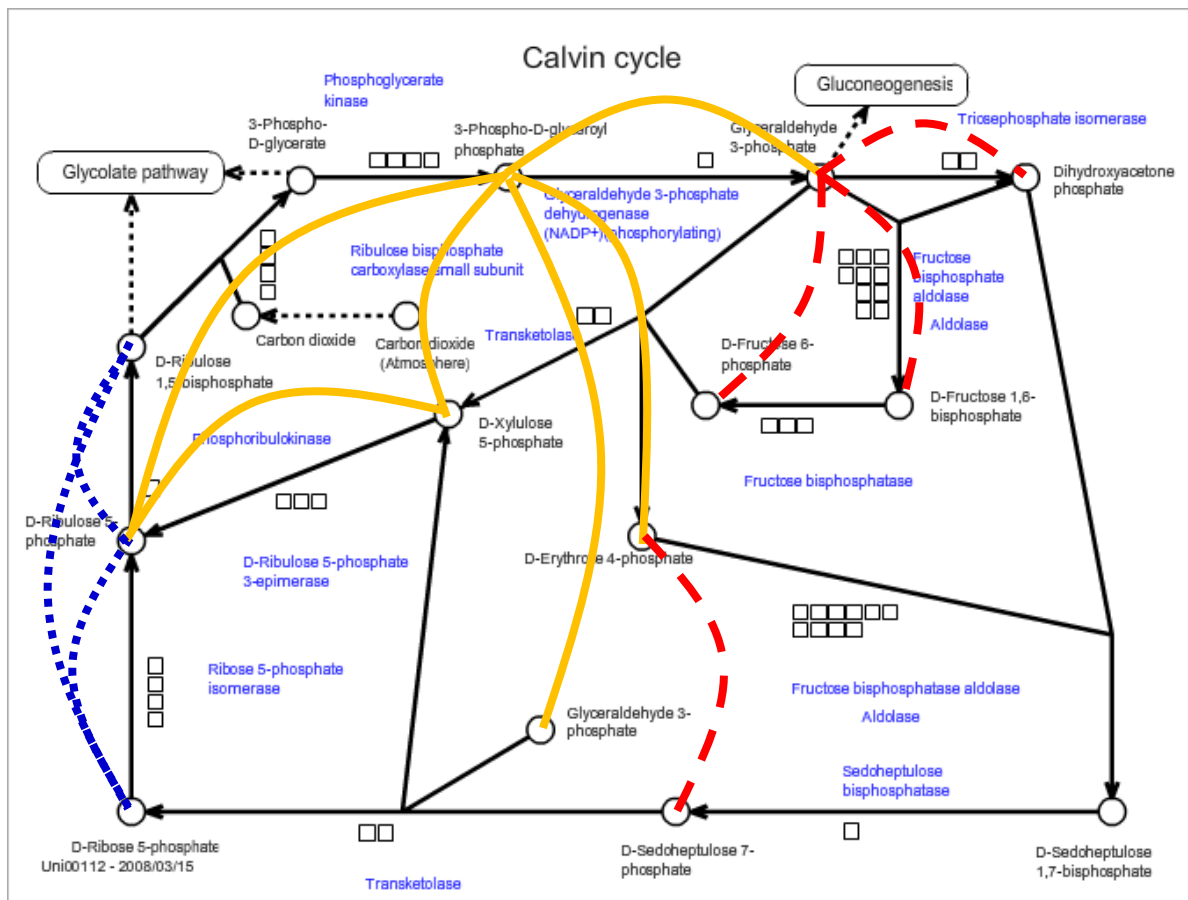 Calvin cycle
Phosphoglycerate
kinase
Gluconeogenesis
3-Phospho-
D-glycerate
3-Phospho-D-glyceroyl
phosphate
Glyceraldehyde
3-phosphate
Triosephosphate isomerase
Glycolate pathway
Dihydroxyacetone
phosphate
Glyceraldehyde 3-phosphate
dehydrogenase
(NADP+)(phosphorylating)
Ribulose bisphosphate
carboxylase small subunit
Fructose
bisphosphate
aldolase
Aldolase
Carbon dioxide
Carbon dioxide
(Atmosphere)
Transketolase
D-Fructose 6-
phosphate
D-Ribulose
1,5-bisphosphate
D-Fructose 1,6-
bisphosphate
D-Xylulose
5-phosphate
Phosphoribulokinase
Fructose bisphosphatase
D-Ribulose 5-
phosphate
D-Erythrose 4-phosphate
D-Ribulose 5-phosphate
3-epimerase
Ribose 5-phosphate
isomerase
Fructose bisphosphatase aldolase
Aldolase
Glyceraldehyde 3-
phosphate
Sedoheptulose
bisphosphatase
D-Ribose 5-phosphate
Uni00112 - 2008/03/15
D-Sedoheptulose 7-
phosphate
D-Sedoheptulose
1,7-bisphosphate
Transketolase